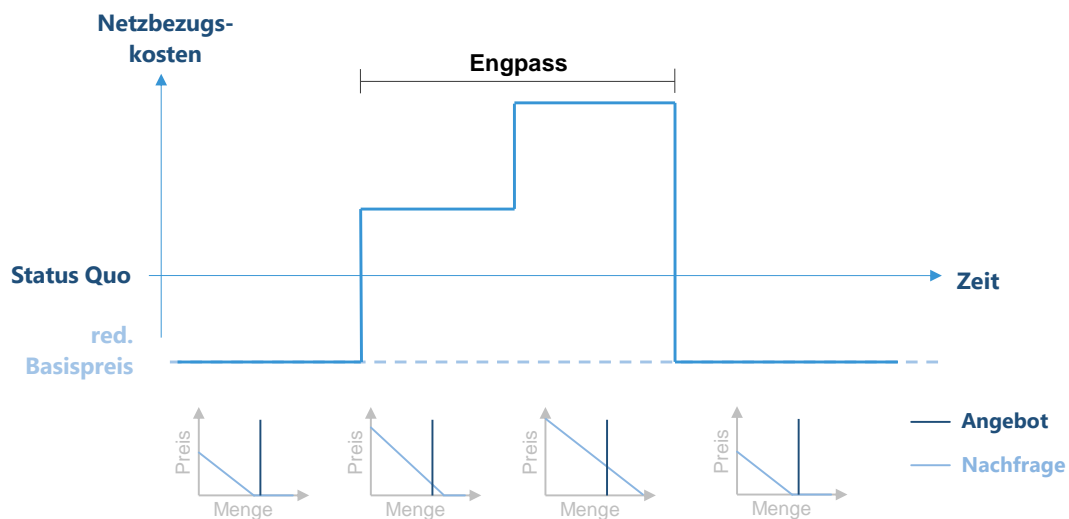 Netzbezugs-
kosten
Engpass
Status Quo
Zeit
red.
Basispreis
Preis
Menge
Preis
Menge
Preis
Menge
Preis
Menge
Angebot
Nachfrage